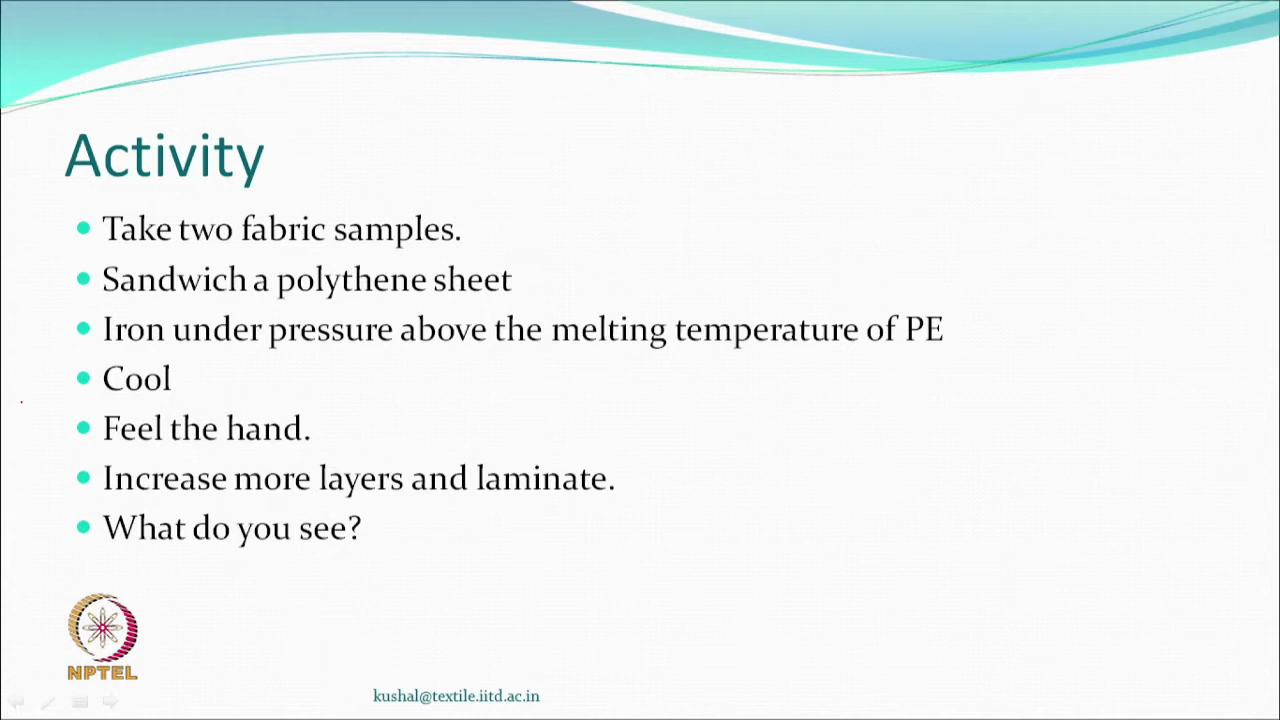 Activity
Take two fabric samples.
Sandwich a polythene sheet
Iron under pressure above the melting temperature of PE
Cool
Feel the hand.
Increase more layers and laminate.
What do you see?
NPTEL
kushal@textile.iitd.ac.in